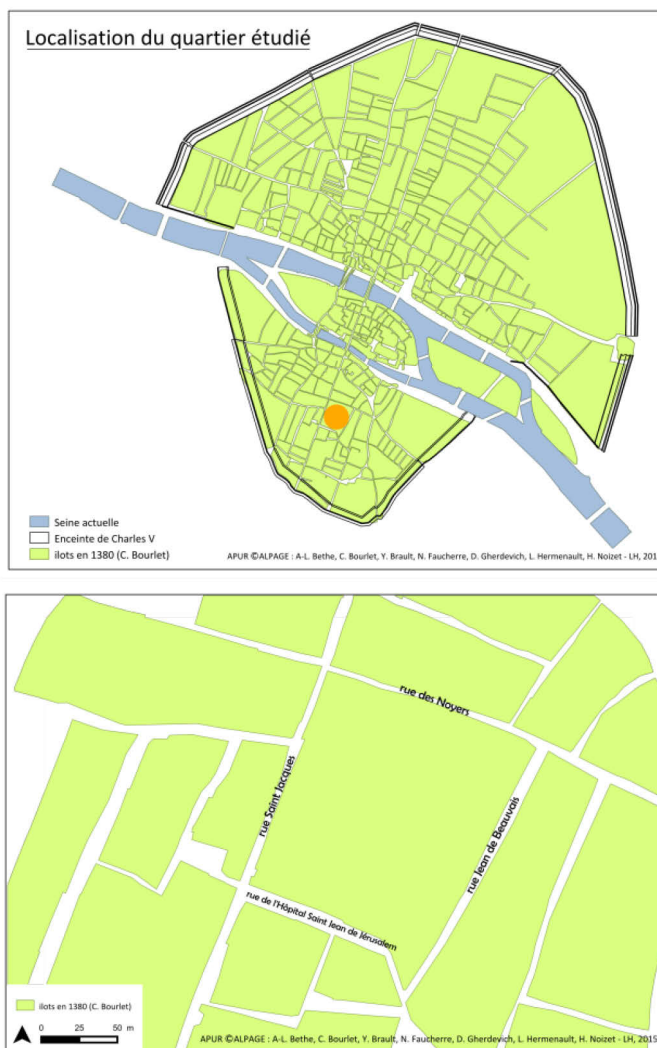 Localisation du quartier étudié
Seine actuelle
Enceinte de Charles V
ilots en 1380 (C. Bourlet)
APUR ©ALPAGE : A-L. Bethe, C. Bourlet, Y. Brault, N. Faucherre, D. Gherdevich, L. Hermenault, H. Noizet - LH, 201
rue des Noyers
rue Saint Jacques
rue Jean de Beauvais
rue de l'Hôpital Saint Jean de Jérusalem
ilots en 1380 (C. Bourlet)
0 25 50 m
APUR ©ALPAGE : A-L. Bethe, C. Bourlet, Y. Brault, N. Faucherre, D. Gherdevich, L. Hermenault, H. Noizet - LH, 2015